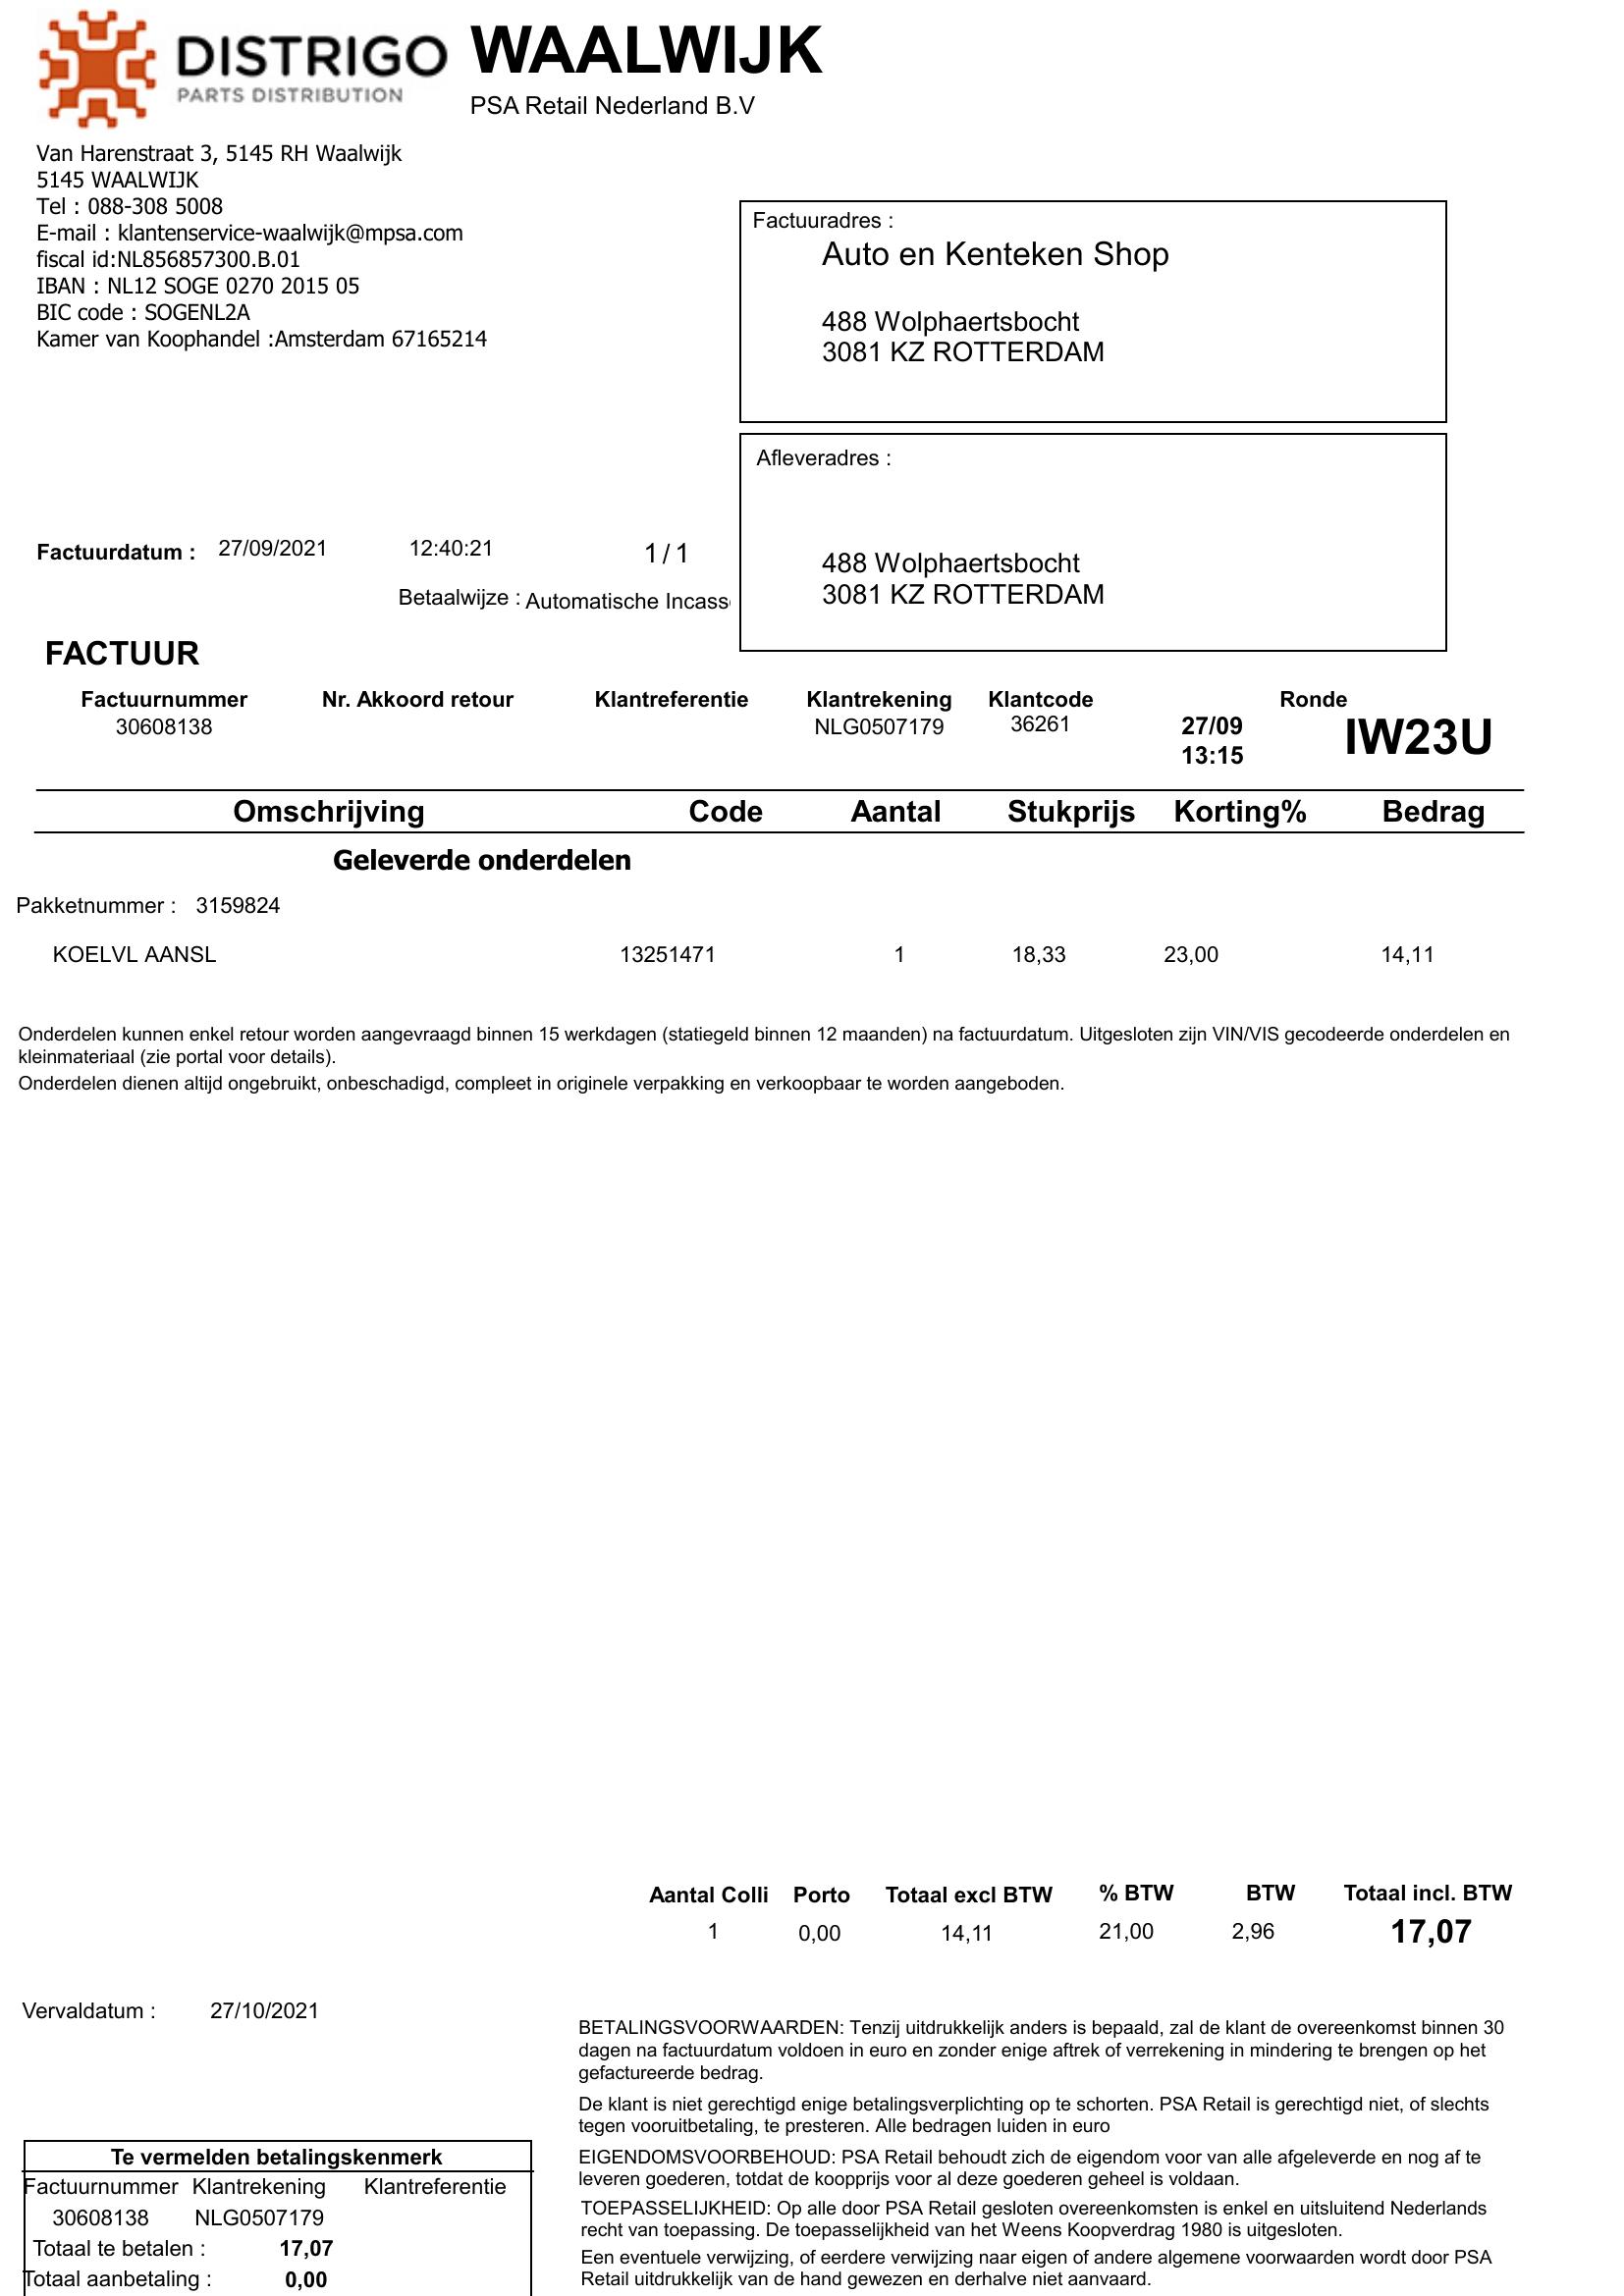 DISTRIGO
PARTS DISTRIBUTION
WAALWIJK
PSA Retail Nederland B.V
Van Harenstraat 3, 5145 RH Waalwijk
5145 WAALWIJK
Tel : 088-308 5008
E-mail : klantenservice-waalwijk@mpsa.com
fiscal id:NL856857300.B.01
IBAN : NL12 SOGE 0270 2015 05
BIC code : SOGENL2A
Kamer van Koophandel :Amsterdam 67165214
Factuuradres :
Auto en Kenteken Shop
488 Wolphaertsbocht
3081 KZ ROTTERDAM
Afleveradres :
488 Wolphaertsbocht
3081 KZ ROTTERDAM
Factuurdatum : 27/09/2021 12:40:21 1 / 1
Betaalwijze : Automatische Incass
FACTUUR
Factuurnummer Nr. Akkoord retour Klantreferentie Klantrekening Klantcode Ronde
30608138 NLG0507179 36261 27/09 13:15 IW23U
Omschrijving Code Aantal Stukprijs Korting% Bedrag
Geleverde onderdelen
Pakketnummer : 3159824
KOELVL AANSL 13251471 1 18,33 23,00 14,11
Onderdelen kunnen enkel retour worden aangevraagd binnen 15 werkdagen (statiegeld binnen 12 maanden) na factuurdatum. Uitgesloten zijn VIN/VIS gecodeerde onderdelen en
kleinmateriaal (zie portal voor details).
Onderdelen dienen altijd ongebruikt, onbeschadigd, compleet in originele verpakking en verkoopbaar te worden aangeboden.
Aantal Colli Porto Totaal excl BTW % BTW BTW Totaal incl. BTW
1 0,00 14,11 21,00 2,96 17,07
Vervaldatum : 27/10/2021
BETALINGSVOORWAARDEN: Tenzij uitdrukkelijk anders is bepaald, zal de klant de overeenkomst binnen 30
dagen na factuurdatum voldoen in euro en zonder enige aftrek of verrekening in mindering te brengen op het
gefactureerde bedrag.
De klant is niet gerechtigd enige betalingsverplichting op te schorten. PSA Retail is gerechtigd niet, of slechts
tegen vooruitbetaling, te presteren. Alle bedragen luiden in euro
EIGENDOMSVOORBEHOUD: PSA Retail behoudt zich de eigendom voor van alle afgeleverde en nog af te
leveren goederen, totdat de koopprijs voor al deze goederen geheel is voldaan.
TOEPASSELIJKHEID: Op alle door PSA Retail gesloten overeenkomsten is enkel en uitsluitend Nederlands
recht van toepassing. De toepasselijkheid van het Weens Koopverdrag 1980 is uitgesloten.
Een eventuele verwijzing, of eerdere verwijzing naar eigen of andere algemene voorwaarden wordt door PSA
Retail uitdrukkelijk van de hand gewezen en derhalve niet aanvaard.
Te vermelden betalingskenmerk
Factuurnummer Klantrekening Klantreferentie
30608138 NLG0507179
Totaal te betalen : 17,07
Totaal aanbetaling : 0,00